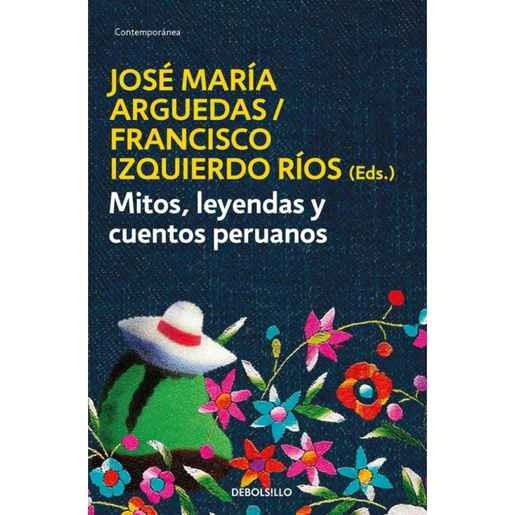 Contemporánea
JOSÉ MARÍA
ARGUEDAS /
FRANCISCO
IZQUIERDO RÍOS (Eds.)
Mitos, leyendas y
cuentos peruanos
DEBOLSILLO